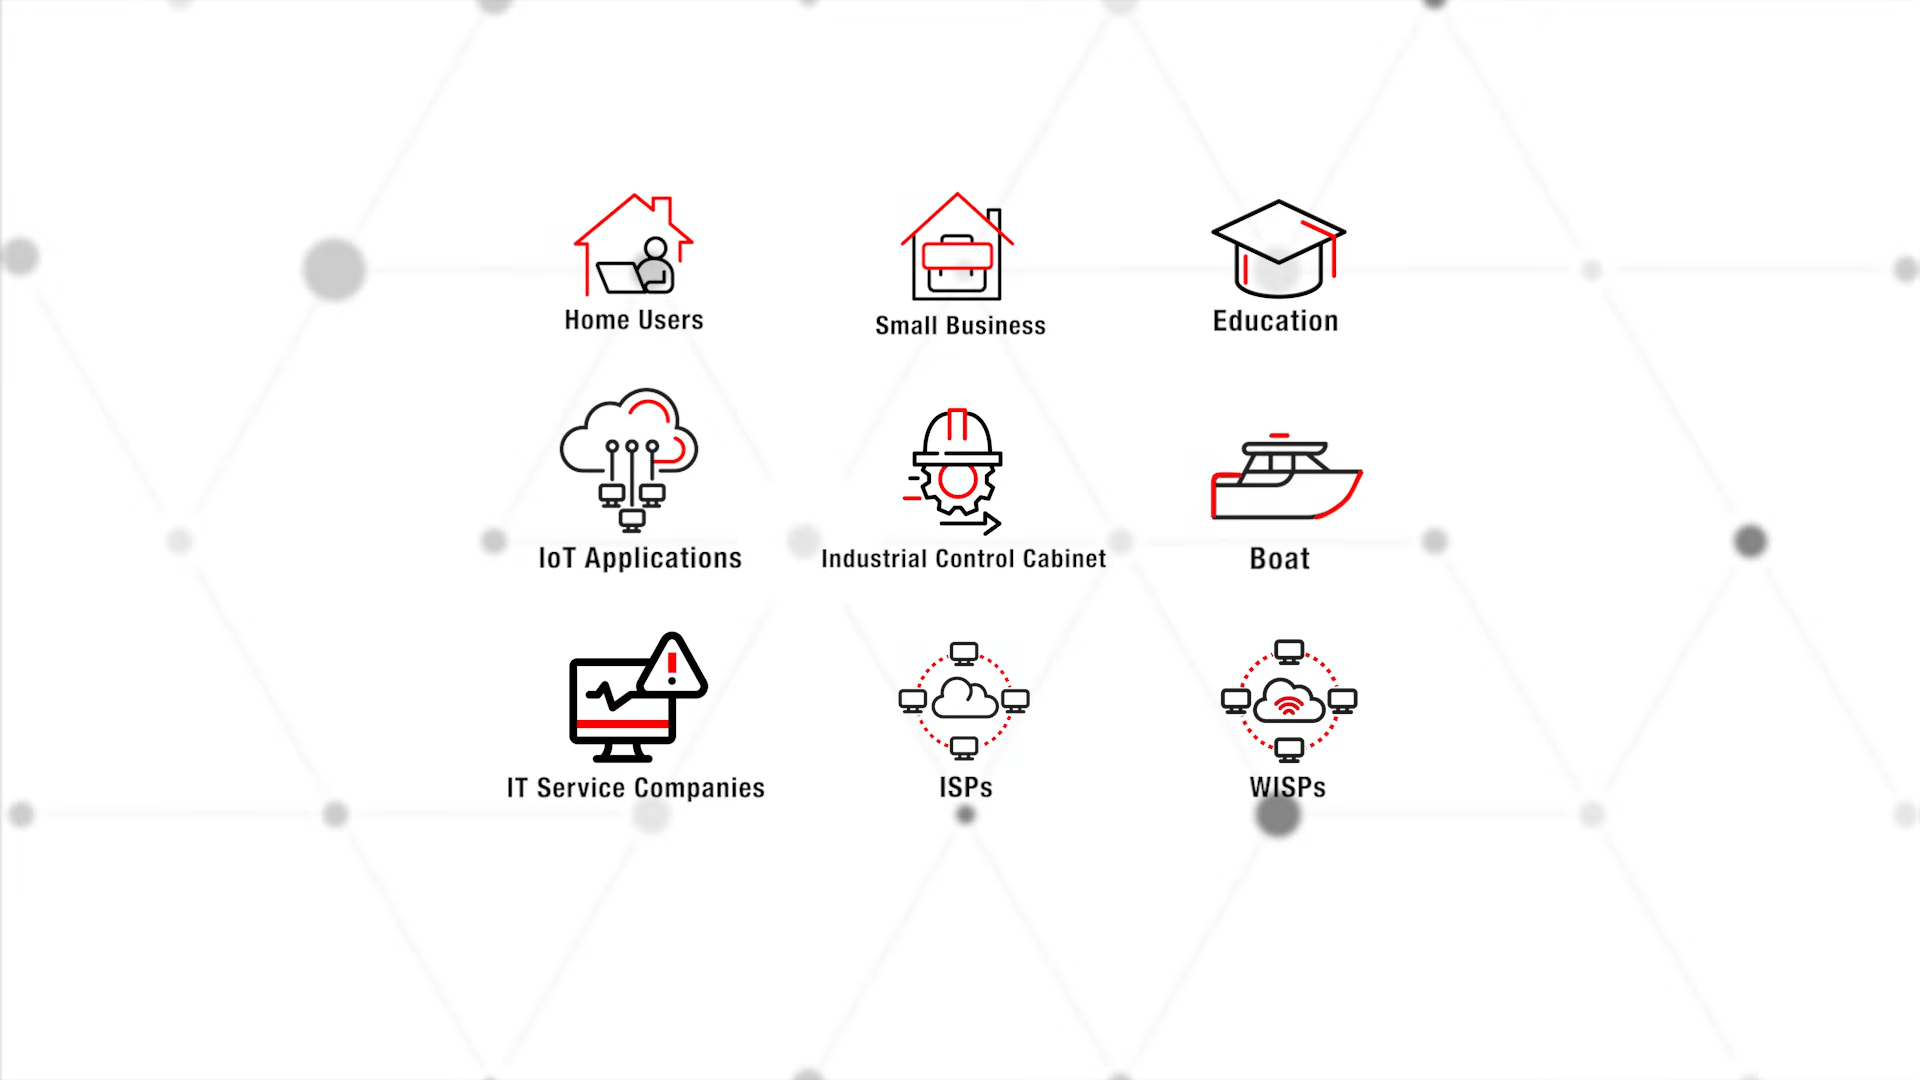 Home Users
Small Business
Education
IoT Applications
Industrial Control Cabinet
Boat
IT Service Companies
ISPs
WISPs